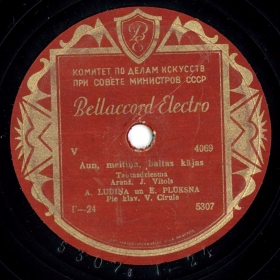 КОМИТЕТ ПО ДЕЛАМ ИСКУССТВ
ПРИ СОВЕТЕ МИНИСТРОВ СССР
Bellaccord-Electro
V 4069
Aun, meitiņa, baltas kājas
Tautasdziesma
Aranž. J. Vītols
A. LUDIŅA un E. PLŪKSNA
Pie klav. V. Cīrule
Г—24 5307